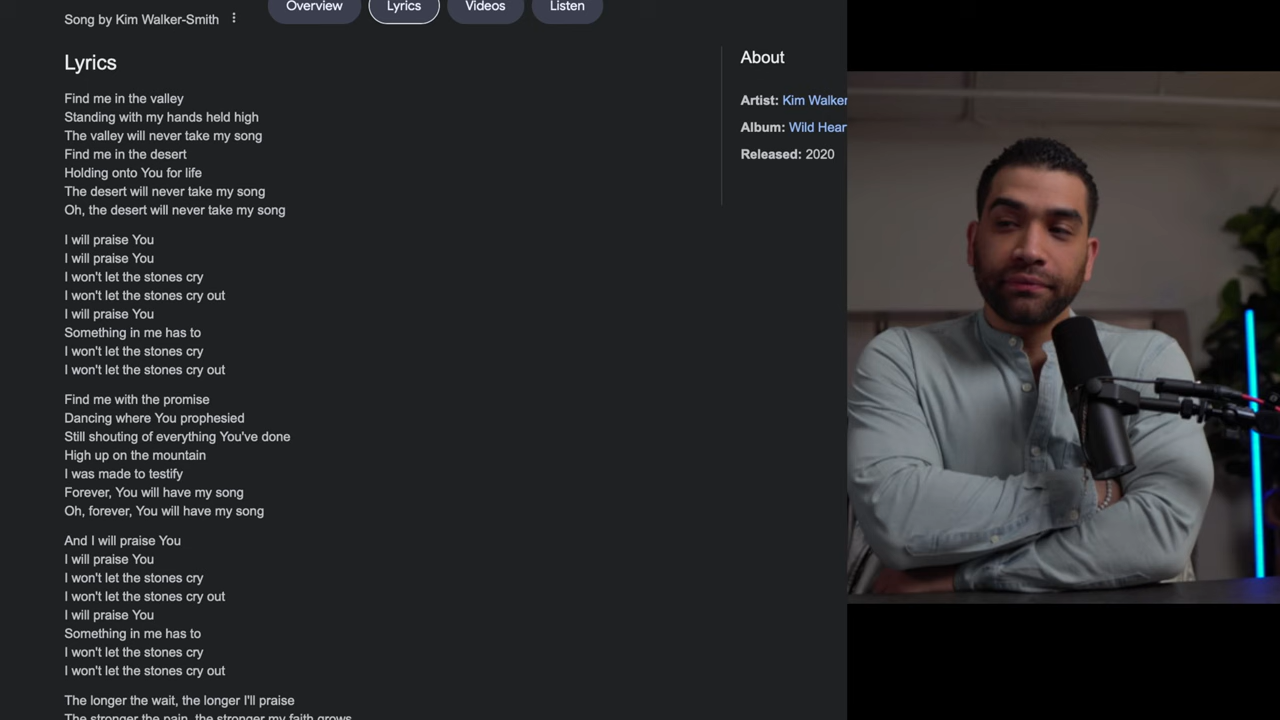 Song by Kim Walker-Smith
Overview
Lyrics
Videos
Listen
Lyrics
Find me in the valley
Standing with my hands held high
The valley will never take my song
Find me in the desert
Holding onto You for life
The desert will never take my song
Oh, the desert will never take my song
I will praise You
I will praise You
I won't let the stones cry
I won't let the stones cry out
I will praise You
Something in me has to
I won't let the stones cry
I won't let the stones cry out
Find me with the promise
Dancing where You prophesied
Still shouting of everything You've done
High up on the mountain
I was made to testify
Forever, You will have my song
Oh, forever, You will have my song
And I will praise You
I will praise You
I won't let the stones cry
I won't let the stones cry out
I will praise You
Something in me has to
I won't let the stones cry
I won't let the stones cry out
The longer the wait, the longer I'll praise
The stronger the pain, the stronger my faith grows
About
Artist: Kim Walker
Album: Wild Hear
Released: 2020